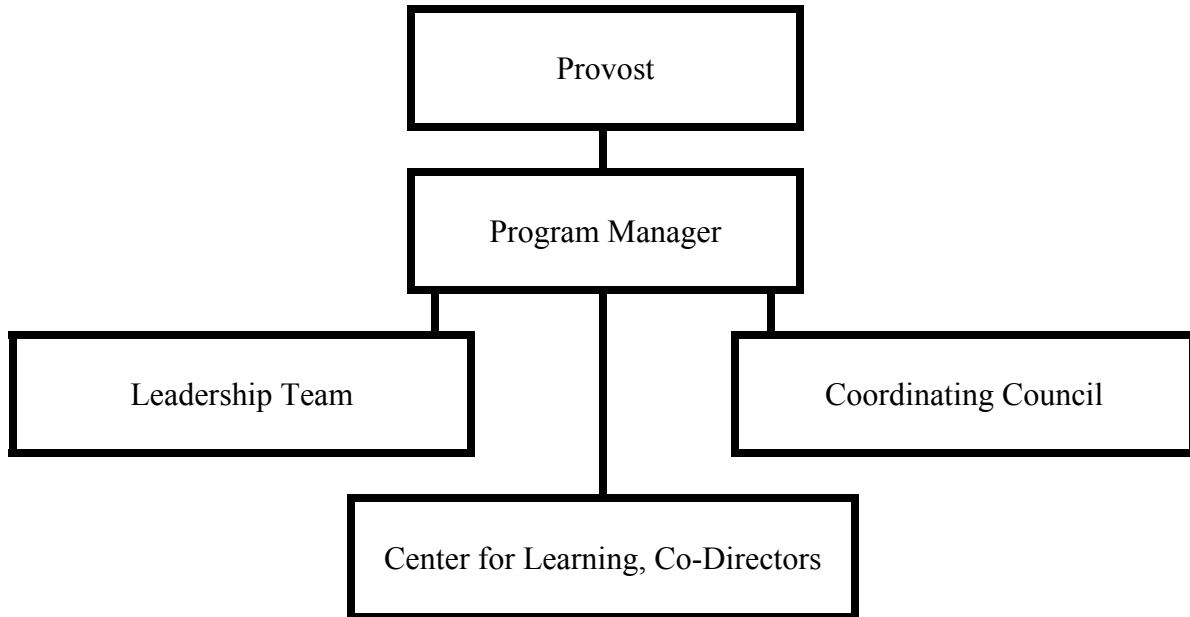 Provost
Program Manager
Leadership Team
Coordinating Council
Center for Learning, Co-Directors